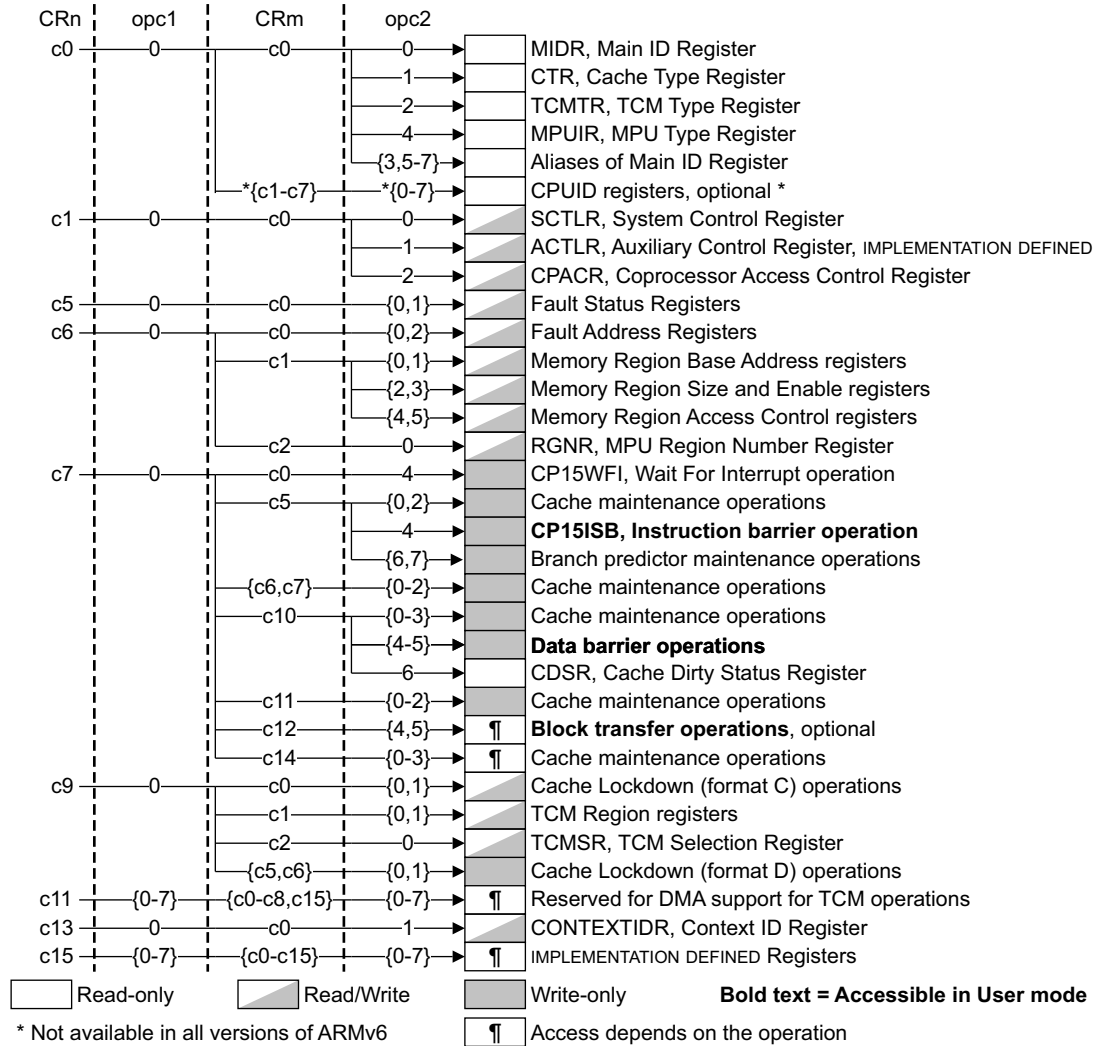 CRn opc1 CRm opc2
c0 0 c0 0 MIDR, Main ID Register
1 CTR, Cache Type Register
2 TCMTR, TCM Type Register
4 MPUIR, MPU Type Register
{3,5-7} Aliases of Main ID Register
*{c1-c7} *{0-7} CPUID registers, optional *
c1 0 c0 0 SCTLR, System Control Register
1 ACTLR, Auxiliary Control Register, IMPLEMENTATION DEFINED
2 CPACR, Coprocessor Access Control Register
c5 0 c0 {0,1} Fault Status Registers
c6 0 c0 {0,2} Fault Address Registers
c1 {0,1} Memory Region Base Address registers
{2,3} Memory Region Size and Enable registers
{4,5} Memory Region Access Control registers
c2 0 RGNR, MPU Region Number Register
c7 0 c0 4 CP15WFI, Wait For Interrupt operation
c5 {0,2} Cache maintenance operations
4 CP15ISB, Instruction barrier operation
{6,7} Branch predictor maintenance operations
{c6,c7} {0-2} Cache maintenance operations
c10 {0-3} Cache maintenance operations
{4-5} Data barrier operations
6 CDSR, Cache Dirty Status Register
c11 {0-2} Cache maintenance operations
c12 {4,5} ¶ Block transfer operations, optional
c14 {0-3} ¶ Cache maintenance operations
c9 0 c0 {0,1} Cache Lockdown (format C) operations
c1 {0,1} TCM Region registers
c2 0 TCMSR, TCM Selection Register
{c5,c6} {0,1} Cache Lockdown (format D) operations
c11 {0-7} {c0-c8,c15} {0-7} ¶ Reserved for DMA support for TCM operations
c13 0 c0 1 CONTEXTIDR, Context ID Register
c15 {0-7} {c0-c15} {0-7} ¶ IMPLEMENTATION DEFINED Registers
Read-only Read/Write Write-only Bold text = Accessible in User mode
* Not available in all versions of ARMv6 ¶ Access depends on the operation